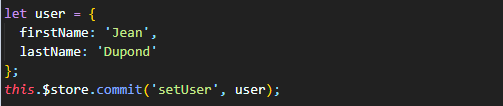 let user = {
  firstName: 'Jean',
  lastName: 'Dupond'
};
this.$store.commit('setUser', user);